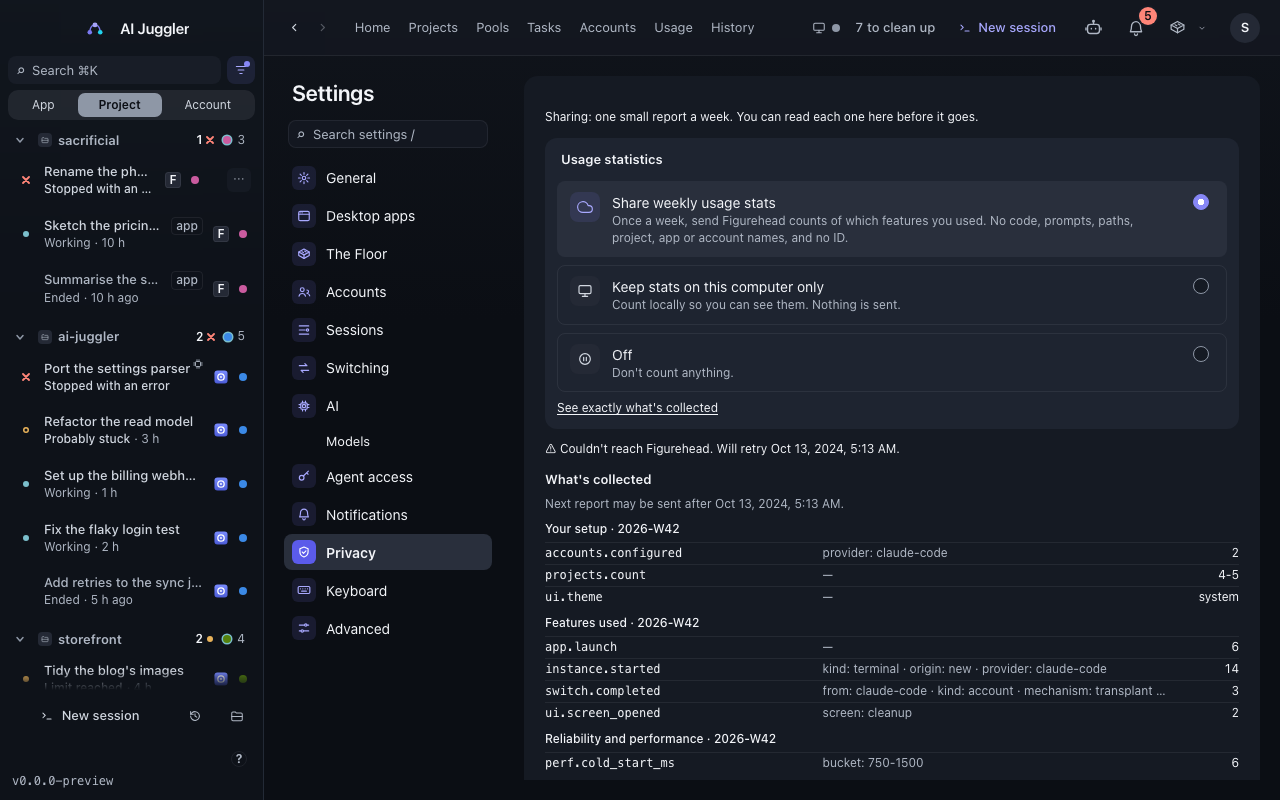 AI Juggler
Search ⌘K
App Project Account
sacrificial 1 3
Rename the ph... F
Stopped with an ...
Sketch the pricin... app F
Working · 10 h
Summarise the s... app F
Ended · 10 h ago
ai-juggler 2 5
Port the settings parser
Stopped with an error
Refactor the read model
Probably stuck · 3 h
Set up the billing webh...
Working · 1 h
Fix the flaky login test
Working · 2 h
Add retries to the sync j...
Ended · 5 h ago
storefront 2 4
Tidy the blog's images
Limit reached · 4 h
New session
?
v0.0.0-preview
Home Projects Pools Tasks Accounts Usage History
7 to clean up
New session
5
S
Settings
Search settings /
General
Desktop apps
The Floor
Accounts
Sessions
Switching
AI
Models
Agent access
Notifications
Privacy
Keyboard
Advanced
Sharing: one small report a week. You can read each one here before it goes.
Usage statistics
Share weekly usage stats
Once a week, send Figurehead counts of which features you used. No code, prompts, paths,
project, app or account names, and no ID.
Keep stats on this computer only
Count locally so you can see them. Nothing is sent.
Off
Don't count anything.
See exactly what's collected
Couldn't reach Figurehead. Will retry Oct 13, 2024, 5:13 AM.
What's collected
Next report may be sent after Oct 13, 2024, 5:13 AM.
Your setup · 2026-W42
accounts.configured provider: claude-code 2
projects.count — 4-5
ui.theme — system
Features used · 2026-W42
app.launch — 6
instance.started kind: terminal · origin: new · provider: claude-code 14
switch.completed from: claude-code · kind: account · mechanism: transplant ... 3
ui.screen_opened screen: cleanup 2
Reliability and performance · 2026-W42
perf.cold_start_ms bucket: 750-1500 6